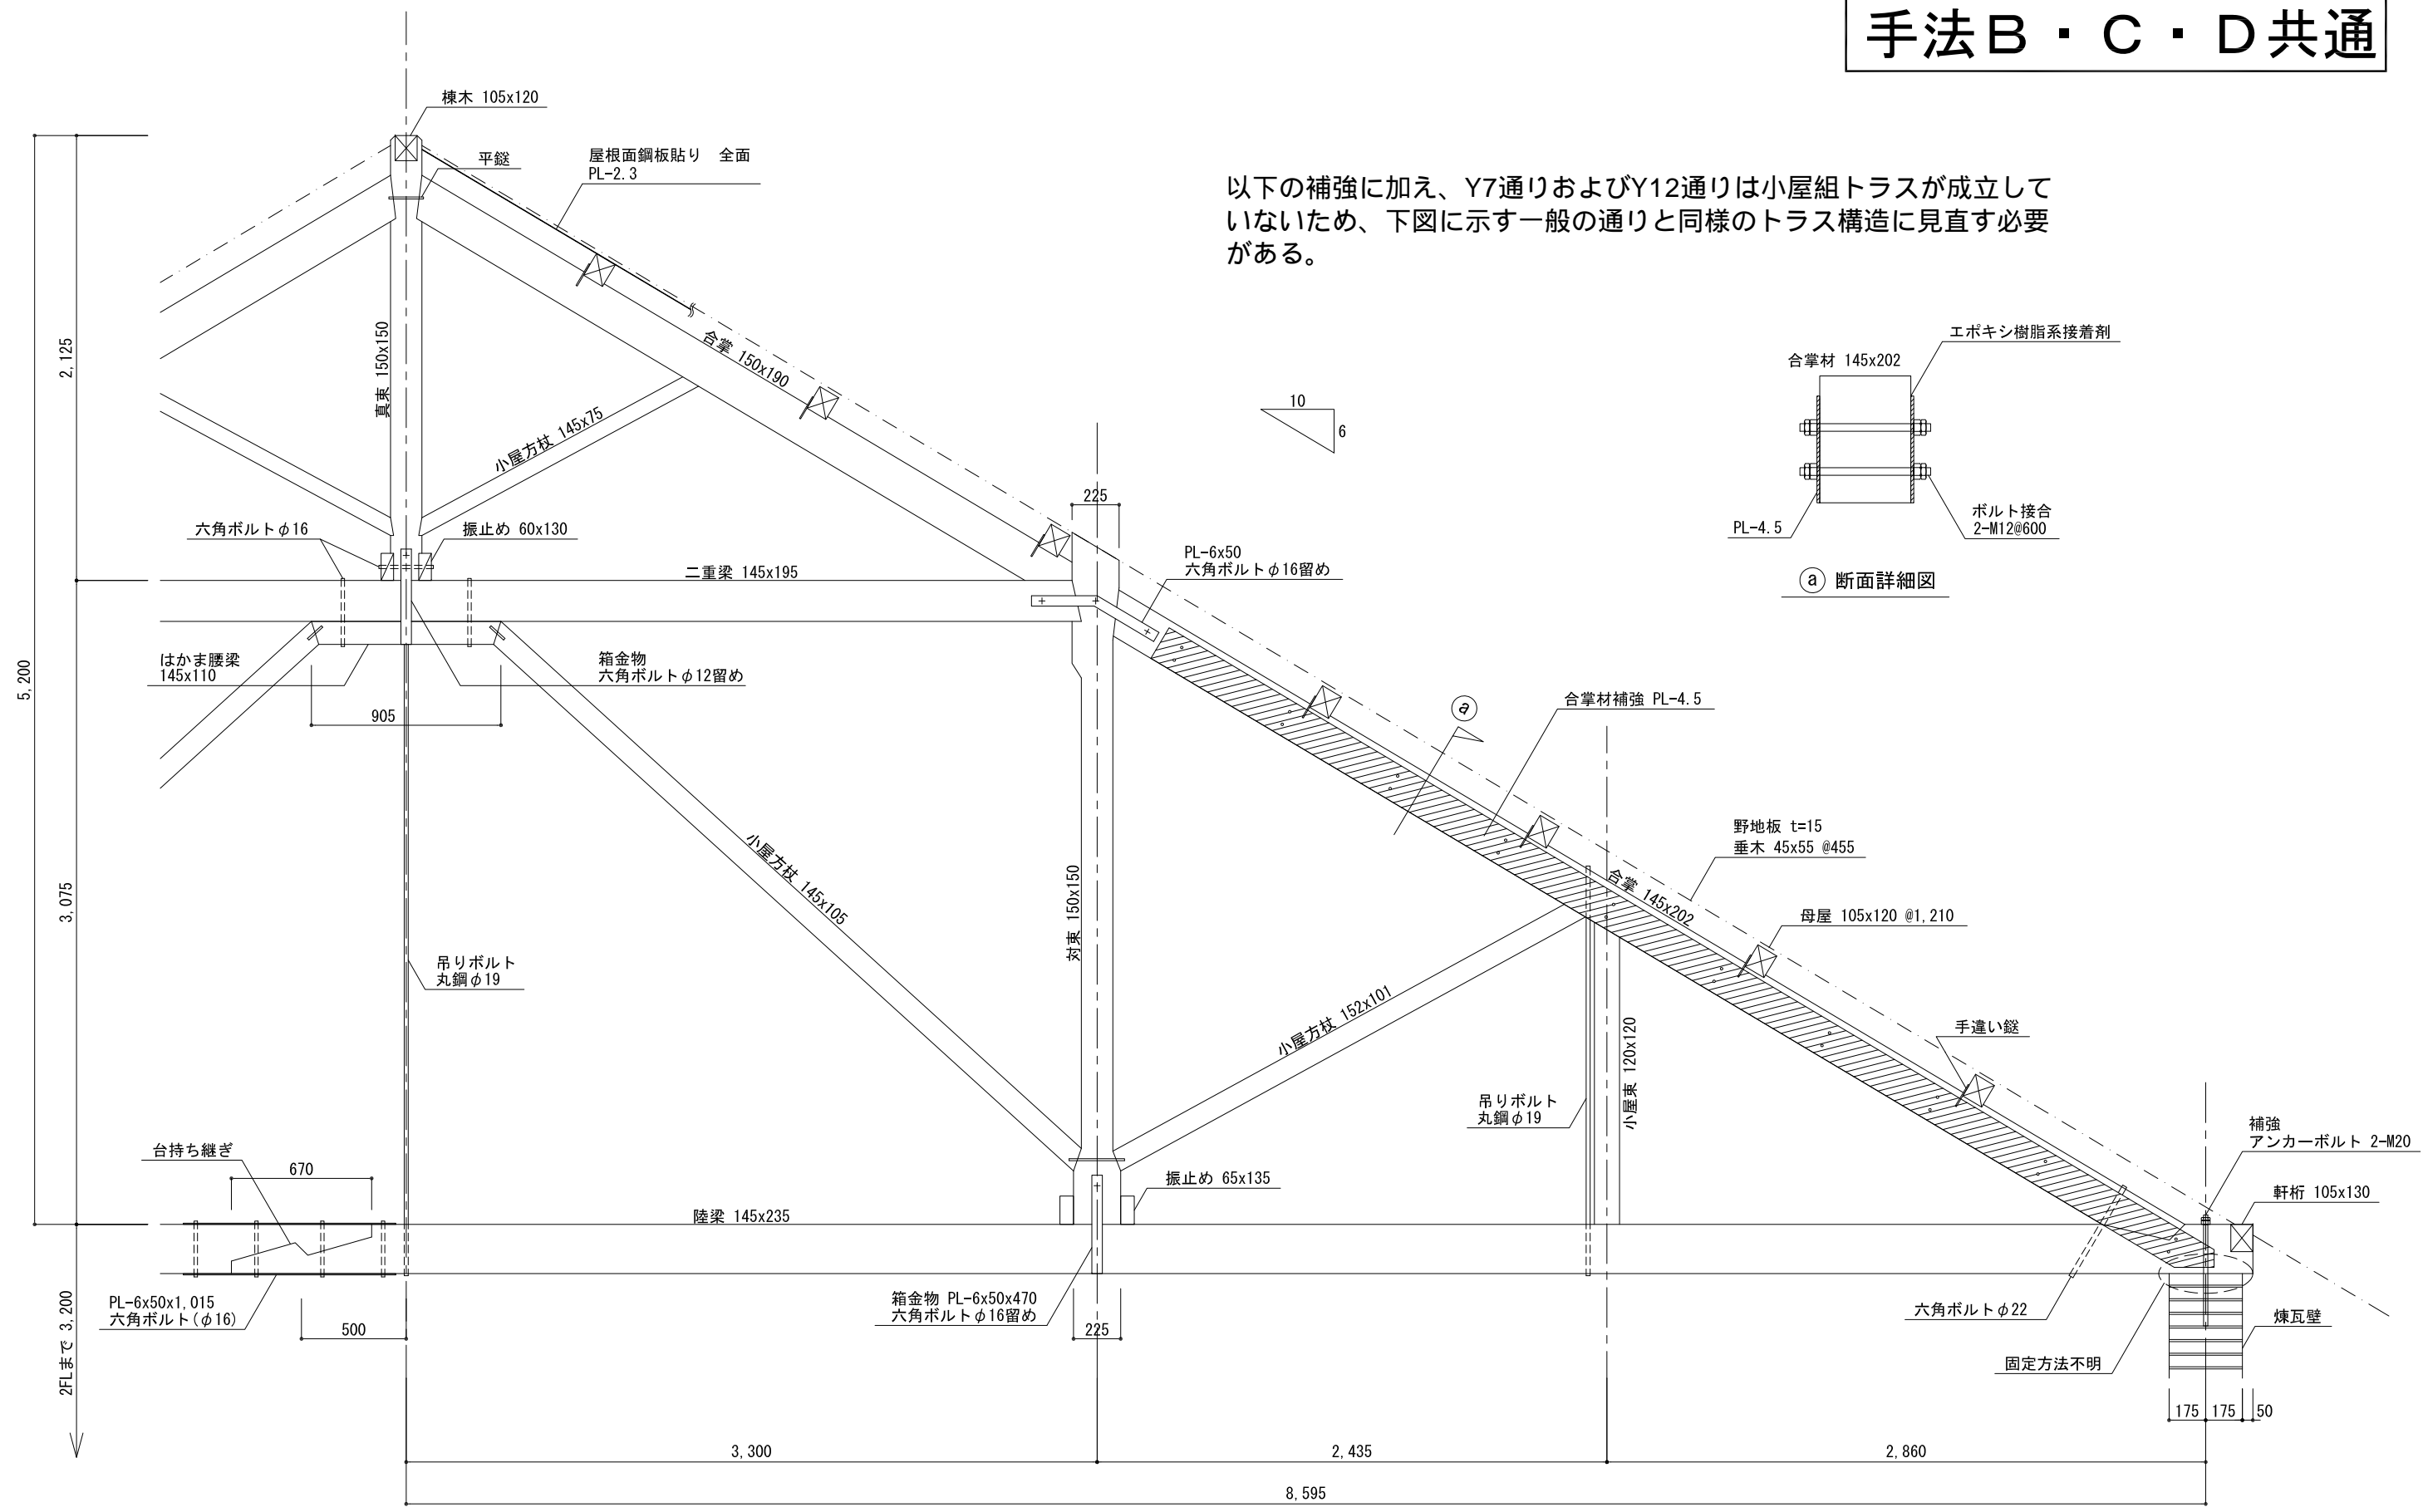 手法B・C・D共通
棟木 105x120
平鎹
屋根面鋼板貼り 全面
PL-2.3
以下の補強に加え、Y7通りおよびY12通りは小屋組トラスが成立して
いないため、下図に示す一般の通りと同様のトラス構造に見直す必要
がある。
エポキシ樹脂系接着剤
合掌材 145x202
PL-4.5
ボルト接合
2-M12@600
a 断面詳細図
10
6
2,125
5,200
3,075
2FLまで 3,200
真束 150x150
合掌 150x190
小屋方杖 145x75
六角ボルトφ16
振止め 60x130
二重梁 145x195
225
PL-6x50
六角ボルトφ16留め
はかま腰梁
145x110
箱金物
六角ボルトφ12留め
905
a
合掌材補強 PL-4.5
小屋方杖 145x105
対束 150x150
野地板 t=15
垂木 45x55 @455
合掌 145x202
母屋 105x120 @1,210
吊りボルト
丸鋼φ19
小屋方杖 152x101
手違い鎹
吊りボルト
丸鋼φ19
小屋束 120x120
補強
アンカーボルト 2-M20
台持ち継ぎ
670
振止め 65x135
軒桁 105x130
陸梁 145x235
PL-6x50x1,015
六角ボルト(φ16)
500
箱金物 PL-6x50x470
六角ボルトφ16留め
225
六角ボルトφ22
煉瓦壁
固定方法不明
175
175
50
3,300
2,435
2,860
8,595